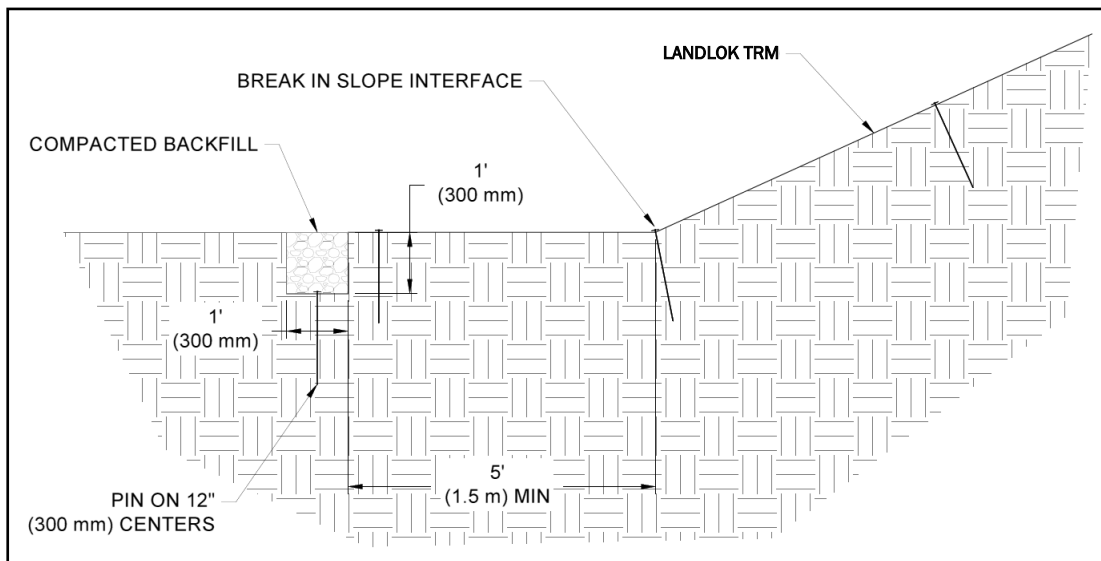 LANDLOK TRM
BREAK IN SLOPE INTERFACE
COMPACTED BACKFILL
1'
(300 mm)
1'
(300 mm)
5'
(1.5 m) MIN
PIN ON 12"
(300 mm) CENTERS